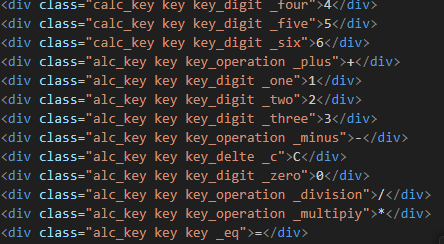 <div class="calc_key key key_digit _four">4</div>
<div class="calc_key key key_digit _five">5</div>
<div class="calc_key key key_digit _six">6</div>
<div class="alc_key key key_operation _plus">+</div>
<div class="alc_key key key_digit _one">1</div>
<div class="alc_key key key_digit _two">2</div>
<div class="alc_key key key_digit _three">3</div>
<div class="alc_key key key_operation _minus">-</div>
<div class="alc_key key key_delte _c">C</div>
<div class="alc_key key key_digit _zero">0</div>
<div class="alc_key key key_operation _division">/</div>
<div class="alc_key key key_operation _multipiy">*</div>
<div class="alc_key key key _eq">=</div>